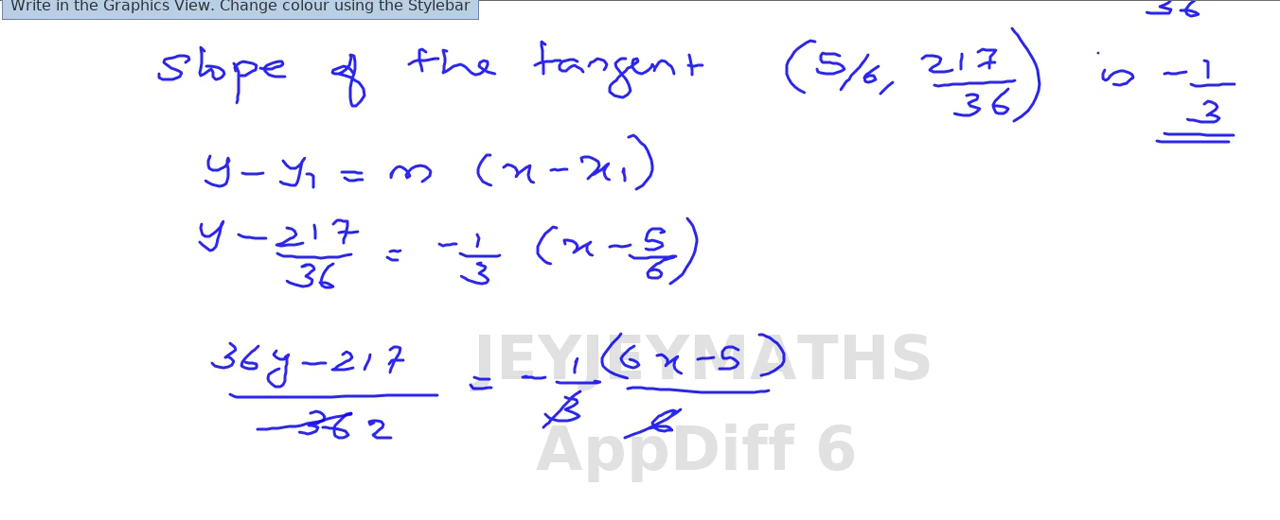 Write in the Graphics View. Change colour using the Stylebar
36
Slope of the tangent (5/6, 217/36) is -1/3
y - y₁ = m (x - x₁)
y - 217/36 = -1/3 (x - 5/6)
(36y - 217)/36 2 = -1/3 (6x - 5)/6
JEYJEYMATHS
AppDiff 6